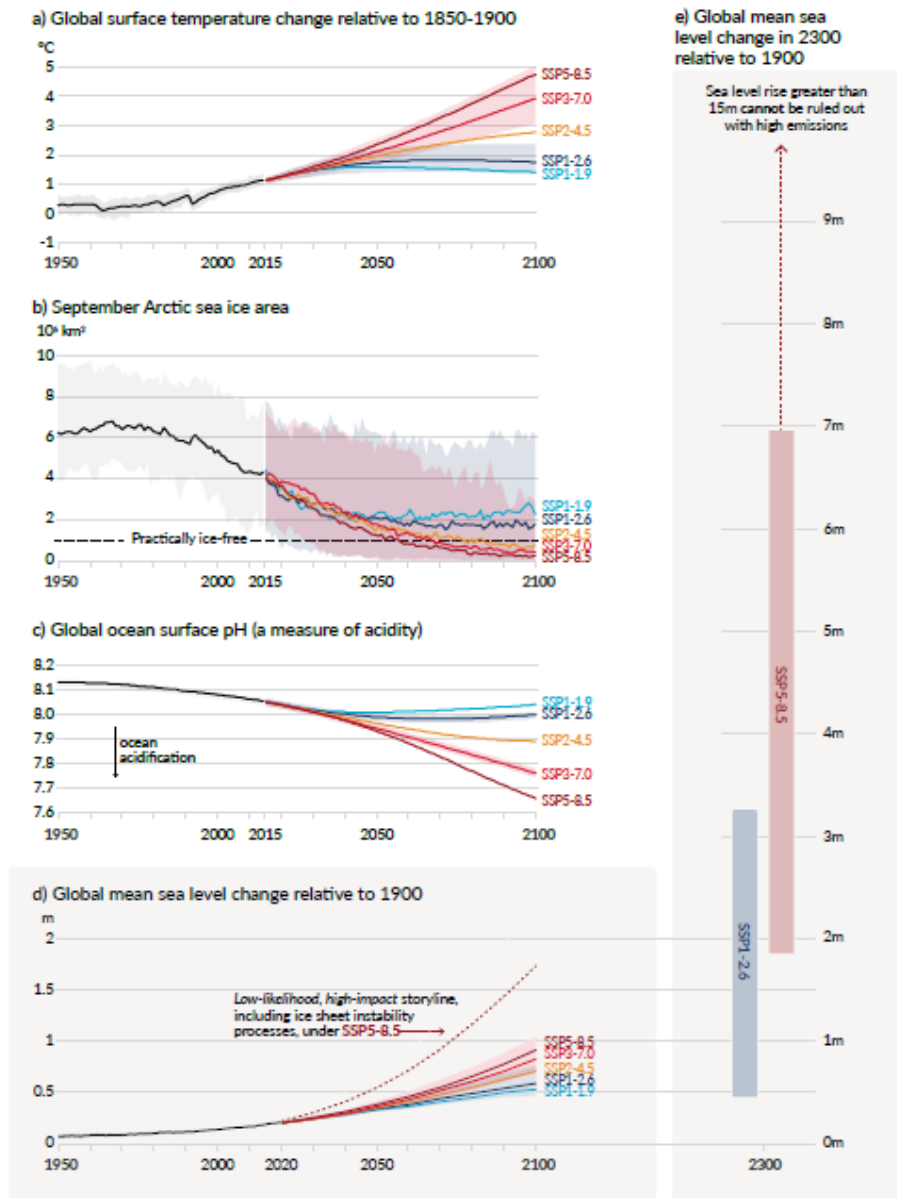 a) Global surface temperature change relative to 1850-1900
°C
5
4
3
2
1
0
-1
1950
2000
2015
2050
2100
SSP5-8.5
SSP3-7.0
SSP2-4.5
SSP1-2.6
SSP1-1.9
b) September Arctic sea ice area
10⁶ km²
10
8
6
4
2
0
Practically ice-free
1950
2000
2015
2050
2100
SSP1-1.9
SSP1-2.6
SSP2-4.5
SSP3-7.0
SSP5-8.5
c) Global ocean surface pH (a measure of acidity)
8.2
8.1
8.0
7.9
7.8
7.7
7.6
ocean
acidification
1950
2000
2015
2050
2100
SSP1-1.9
SSP1-2.6
SSP2-4.5
SSP3-7.0
SSP5-8.5
d) Global mean sea level change relative to 1900
m
2
1.5
1
0.5
0
Low-likelihood, high-impact storyline,
including ice sheet instability
processes, under SSP5-8.5
1950
2000
2020
2050
2100
SSP5-8.5
SSP3-7.0
SSP2-4.5
SSP1-2.6
SSP1-1.9
e) Global mean sea
level change in 2300
relative to 1900
Sea level rise greater than
15m cannot be ruled out
with high emissions
9m
8m
7m
6m
5m
4m
3m
2m
1m
0m
SSP5-8.5
SSP1-2.6
2300